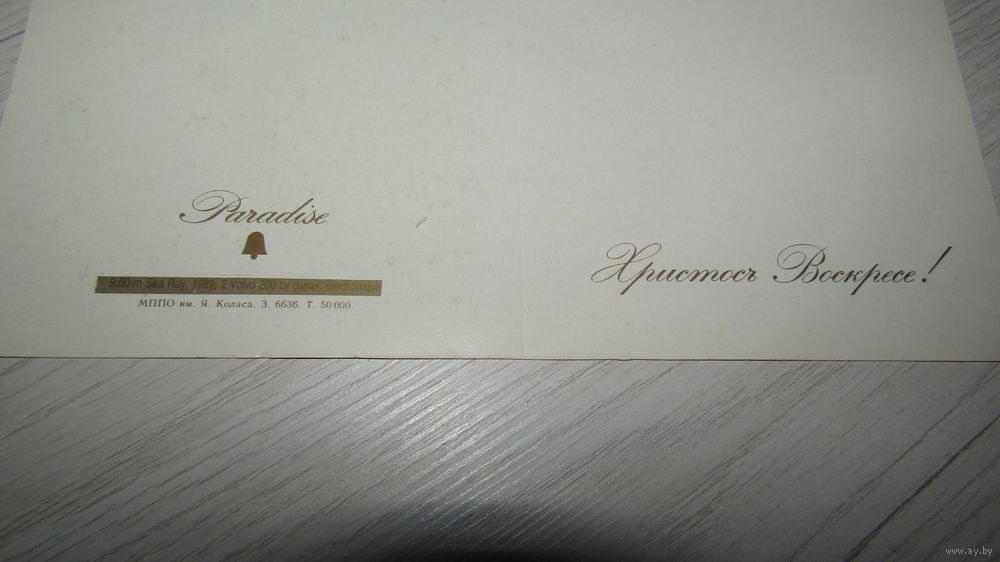 Paradise
9,00 m Sea Ray, 1989, 2 Volvo 200 cv diesel,
МППО им. Я. Коласа. З. 6636. Т. 50 000.
Христосъ Воскресе!
www.ay.by